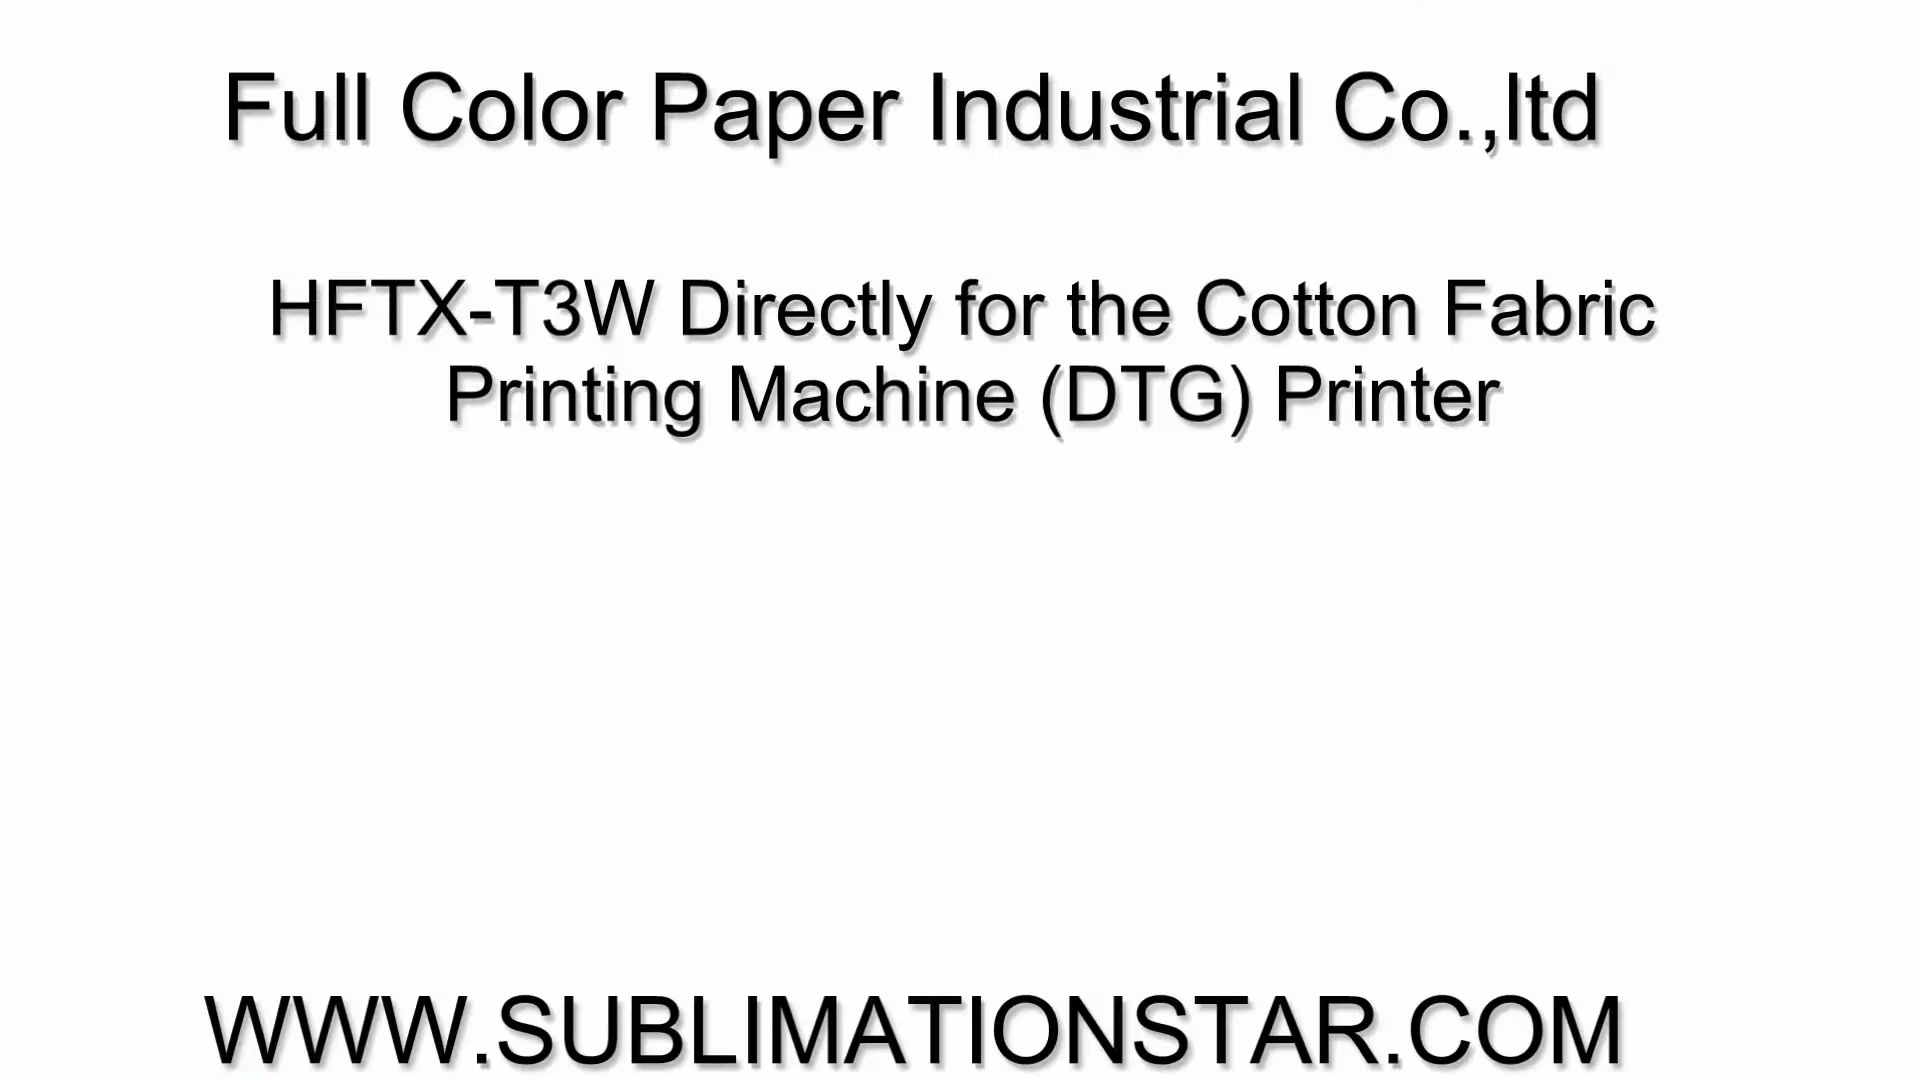 Full Color Paper Industrial Co.,ltd
HFTX-T3W Directly for the Cotton Fabric
Printing Machine (DTG) Printer
WWW.SUBLIMATIONSTAR.COM